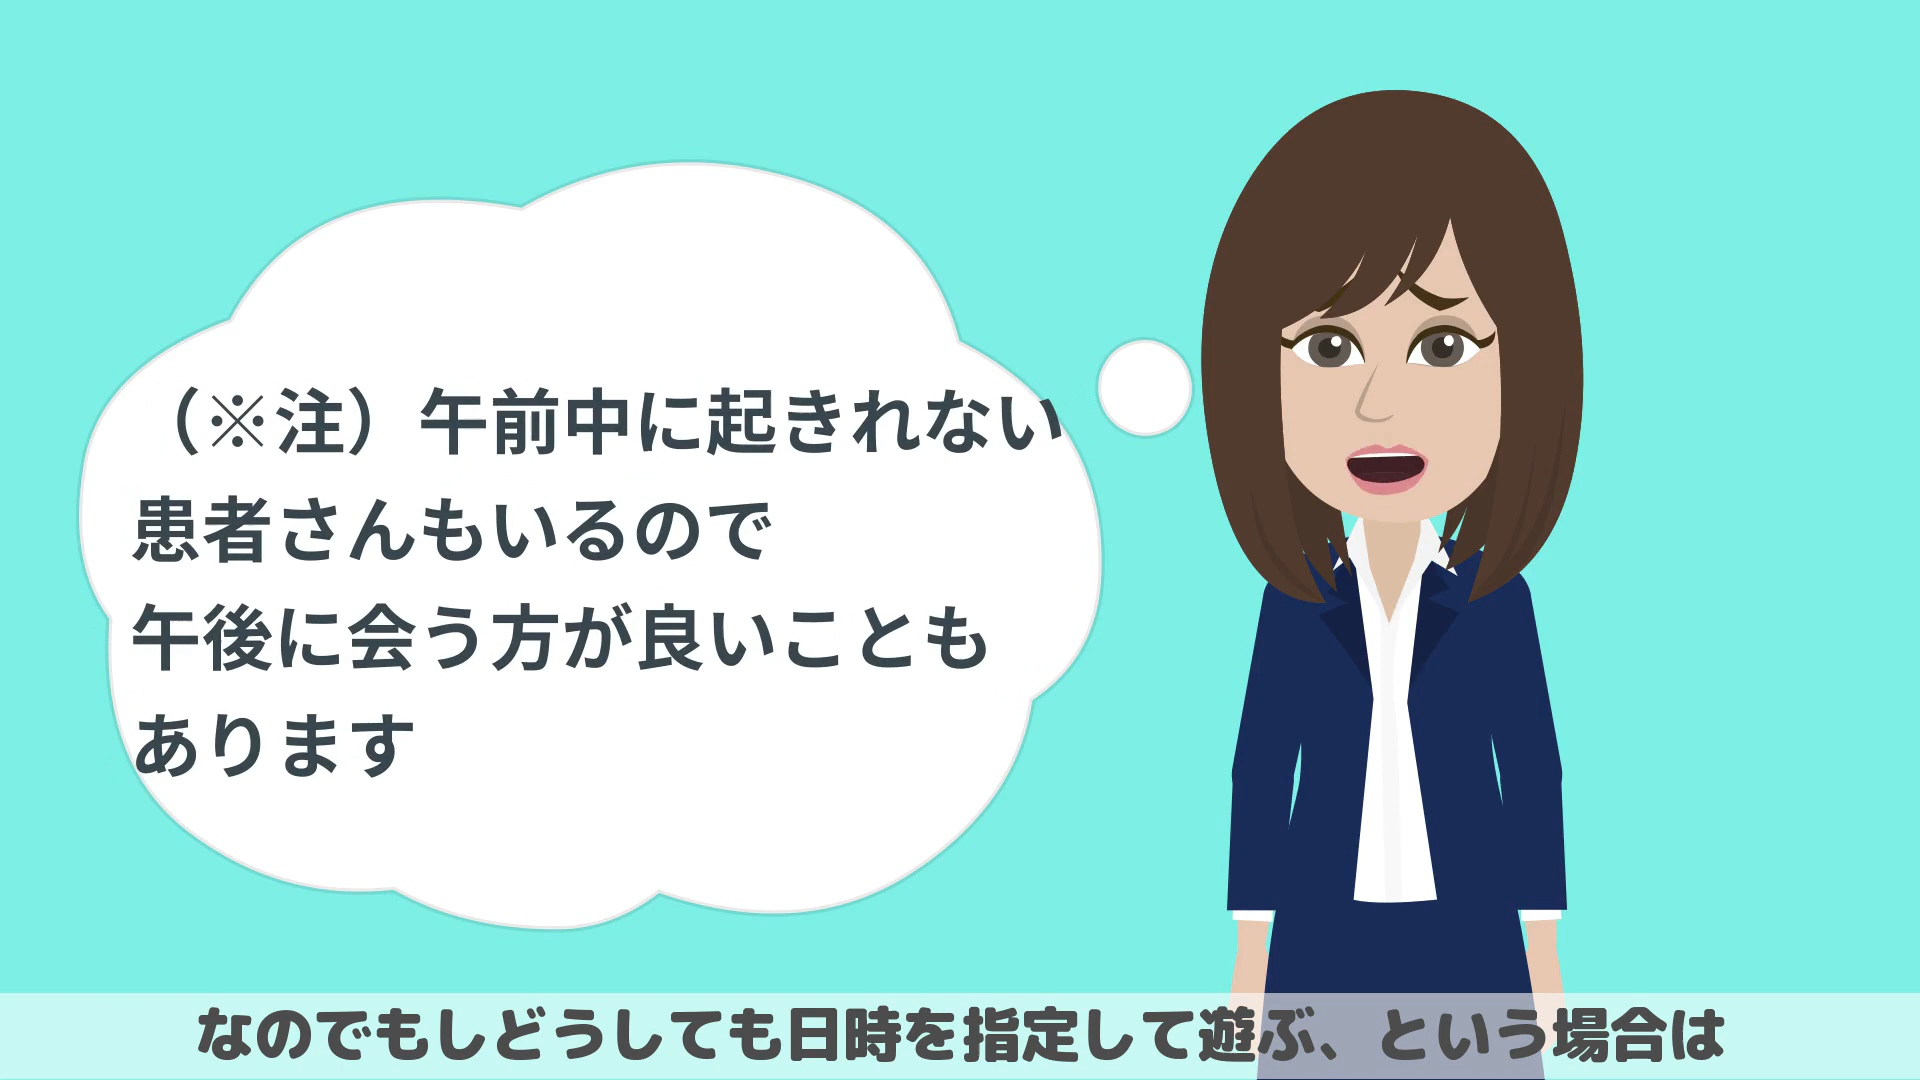 （※注）午前中に起きれない
患者さんもいるので
午後に会う方が良いことも
あります
なのでもしどうしても日時を指定して遊ぶ、という場合は